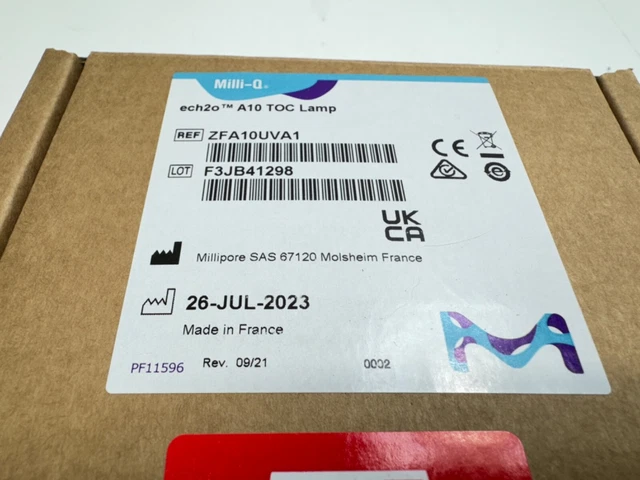 Milli-Q®
ech2o™ A10 TOC Lamp
REF ZFA10UVA1
LOT F3JB41298
CE
UK
CA
Millipore SAS 67120 Molsheim France
26-JUL-2023
Made in France
PF11596 Rev. 09/21 0002
M